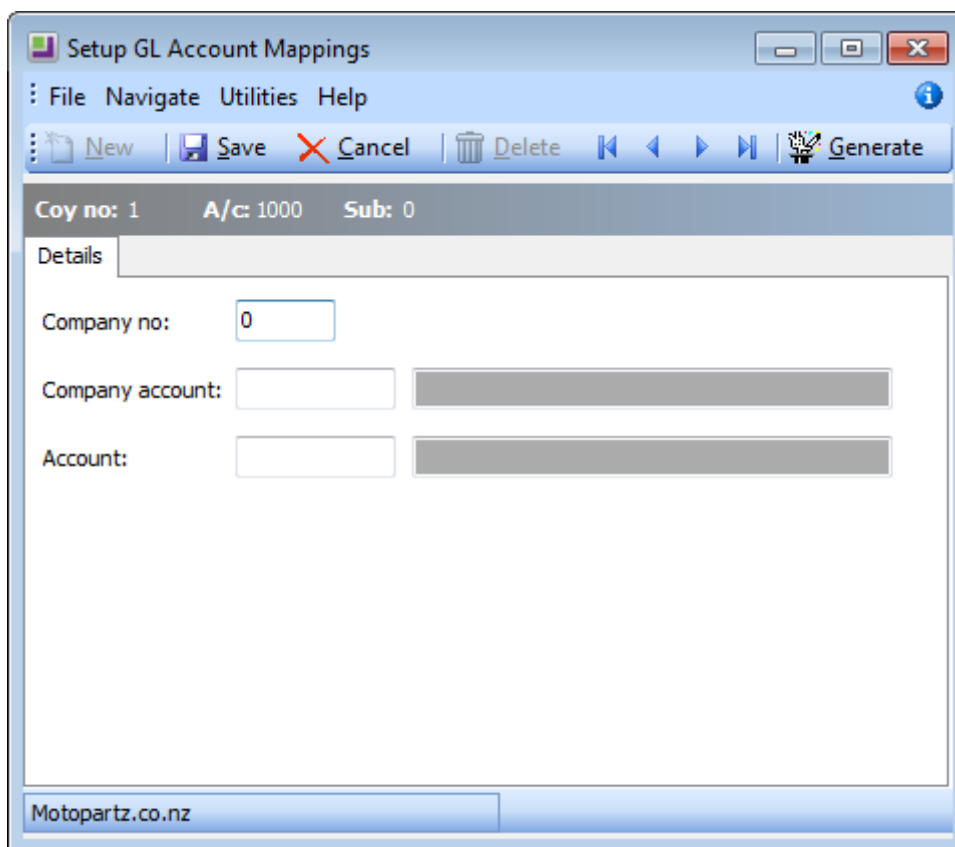 Setup GL Account Mappings
File Navigate Utilities Help
New Save Cancel Delete Generate
Coy no: 1 A/c: 1000 Sub: 0
Details
Company no: 0
Company account:
Account:
Motopartz.co.nz